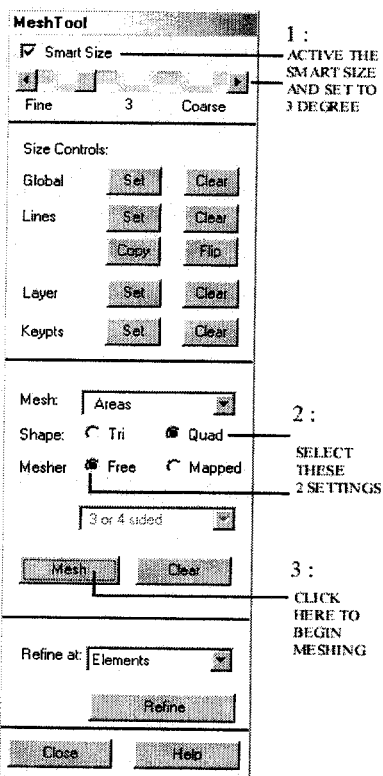 MeshTool
Smart Size
Fine 3 Coarse
Size Controls:
Global Set Clear
Lines Set Clear
Copy Flip
Layer Set Clear
Keypts Set Clear
Mesh: Areas
Shape: Tri Quad
Mesher Free Mapped
3 or 4 sided
Mesh Clear
Refine at: Elements
Refine
Close Help
1 :
ACTIVE THE
SMART SIZE
AND SET TO
3 DEGREE
2 :
SELECT
THESE
2 SETTINGS
3 :
CLICK
HERE TO
BEGIN
MESHING